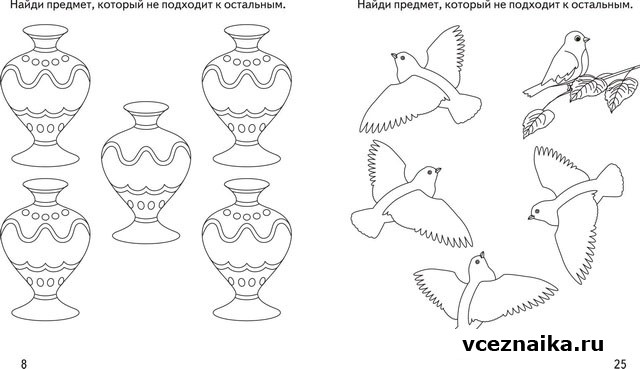 Найди предмет, который не подходит к остальным.
8
Найди предмет, который не подходит к остальным.
vceznaika.ru
25